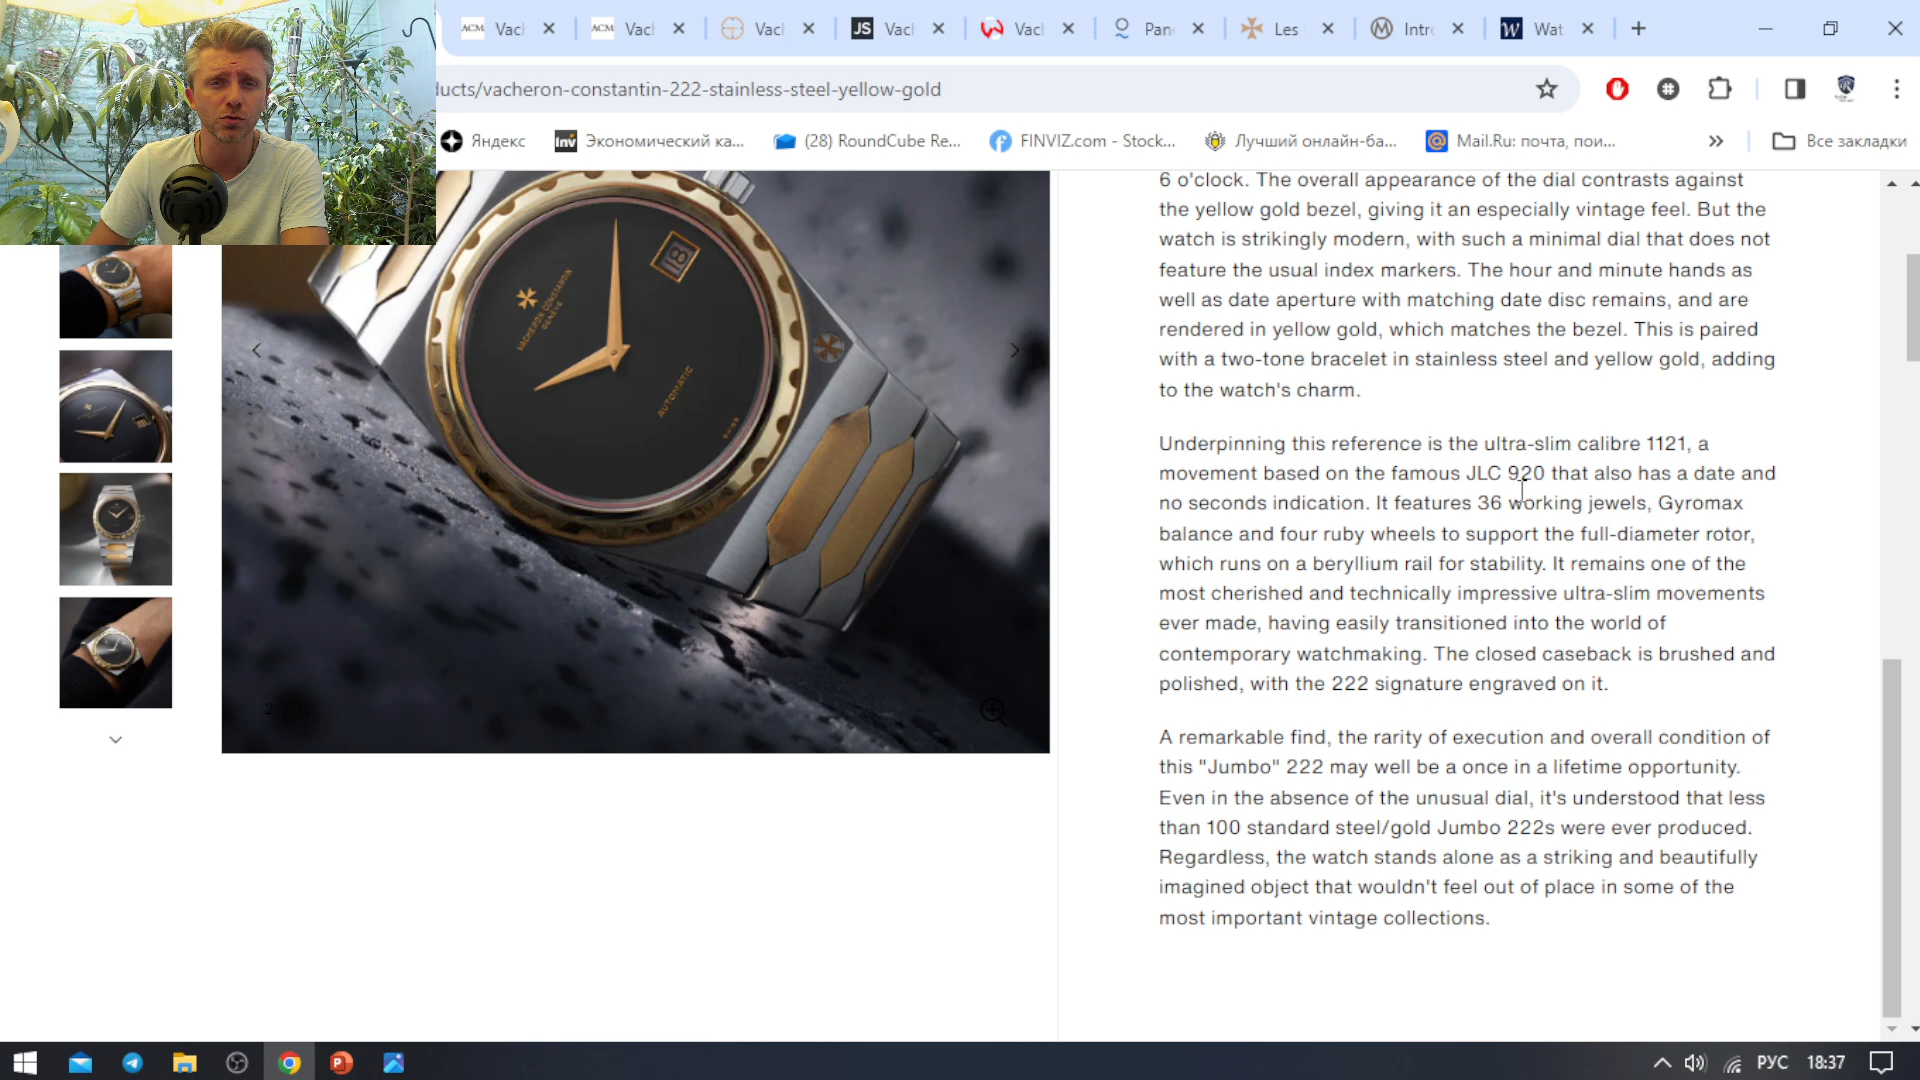 ACM Vacl
ACM Vacl
Vacl
JS Vacl
Vacl
Pan
Les
Intr
W Wat
ucts/vacheron-constantin-222-stainless-steel-yellow-gold
Яндекс
Inv Экономический ка...
(28) RoundCube Re...
FINVIZ.com - Stock...
Лучший онлайн-ба...
Mail.Ru: почта, пои...
Все закладки
VACHERON CONSTANTIN
GENÈVE
18
AUTOMATIC
SWISS
2
6 o'clock. The overall appearance of the dial contrasts against
the yellow gold bezel, giving it an especially vintage feel. But the
watch is strikingly modern, with such a minimal dial that does not
feature the usual index markers. The hour and minute hands as
well as date aperture with matching date disc remains, and are
rendered in yellow gold, which matches the bezel. This is paired
with a two-tone bracelet in stainless steel and yellow gold, adding
to the watch's charm.
Underpinning this reference is the ultra-slim calibre 1121, a
movement based on the famous JLC 920 that also has a date and
no seconds indication. It features 36 working jewels, Gyromax
balance and four ruby wheels to support the full-diameter rotor,
which runs on a beryllium rail for stability. It remains one of the
most cherished and technically impressive ultra-slim movements
ever made, having easily transitioned into the world of
contemporary watchmaking. The closed caseback is brushed and
polished, with the 222 signature engraved on it.
A remarkable find, the rarity of execution and overall condition of
this "Jumbo" 222 may well be a once in a lifetime opportunity.
Even in the absence of the unusual dial, it's understood that less
than 100 standard steel/gold Jumbo 222s were ever produced.
Regardless, the watch stands alone as a striking and beautifully
imagined object that wouldn't feel out of place in some of the
most important vintage collections.
РУС
18:37